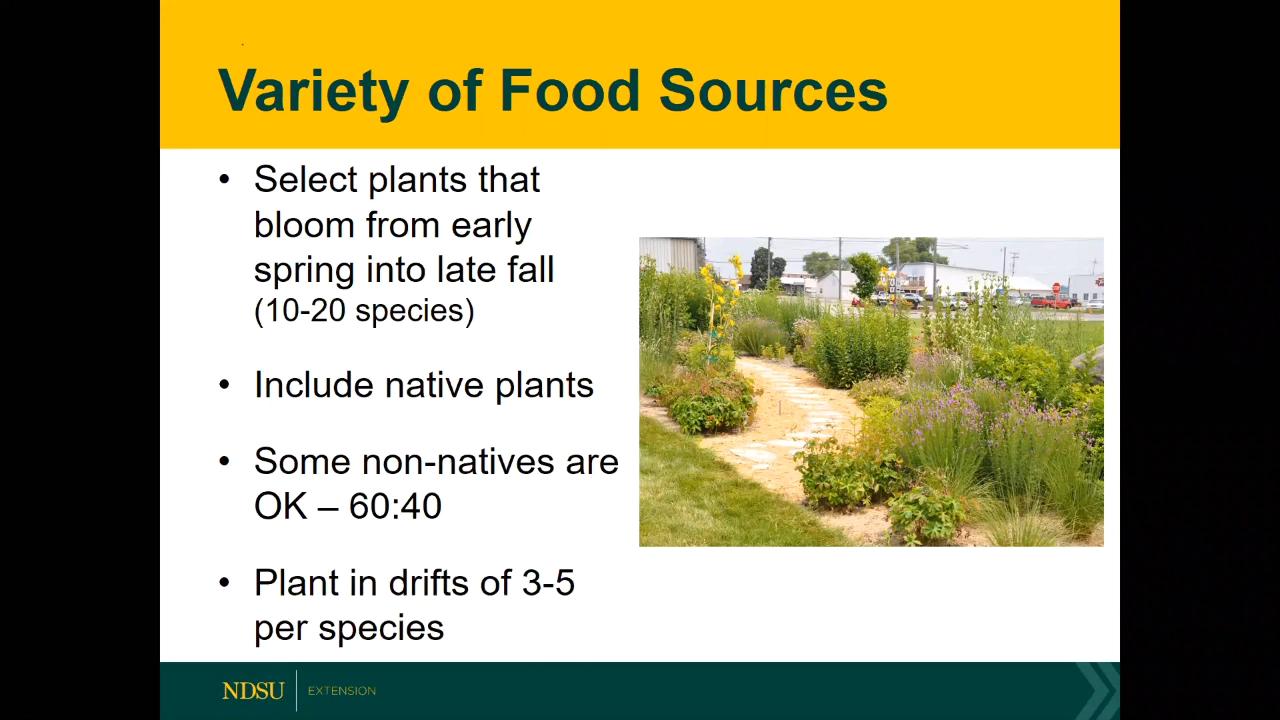 Variety of Food Sources
• Select plants that
bloom from early
spring into late fall
(10-20 species)
• Include native plants
• Some non-natives are
OK – 60:40
• Plant in drifts of 3-5
per species
NDSU EXTENSION